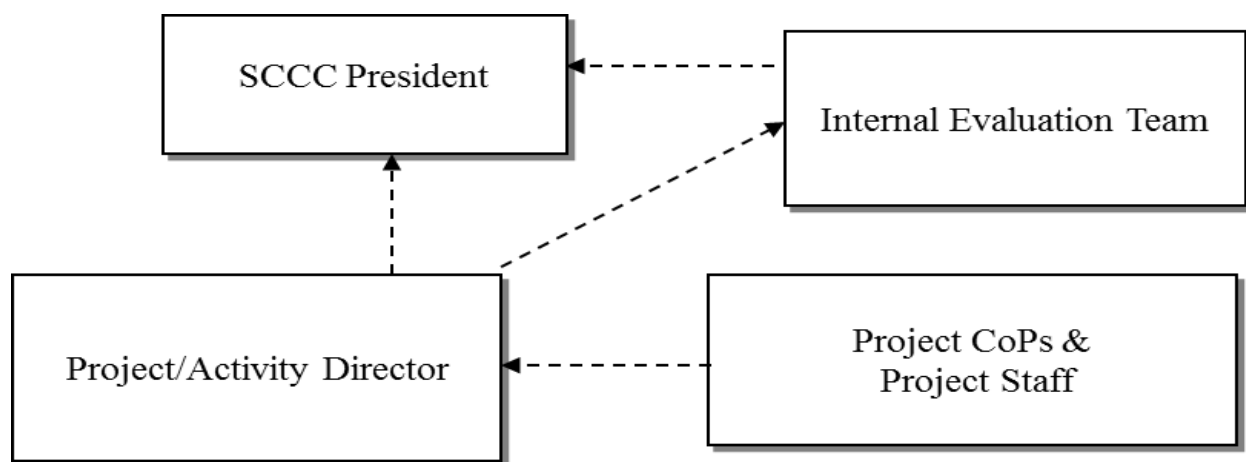 SCCC President
Internal Evaluation Team
Project/Activity Director
Project CoPs &
Project Staff